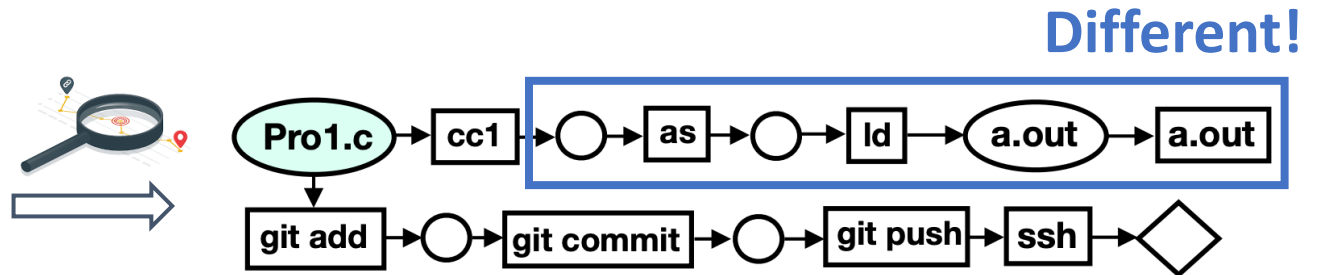 Different!
Pro1.c cc1 as ld a.out a.out
git add git commit git push ssh